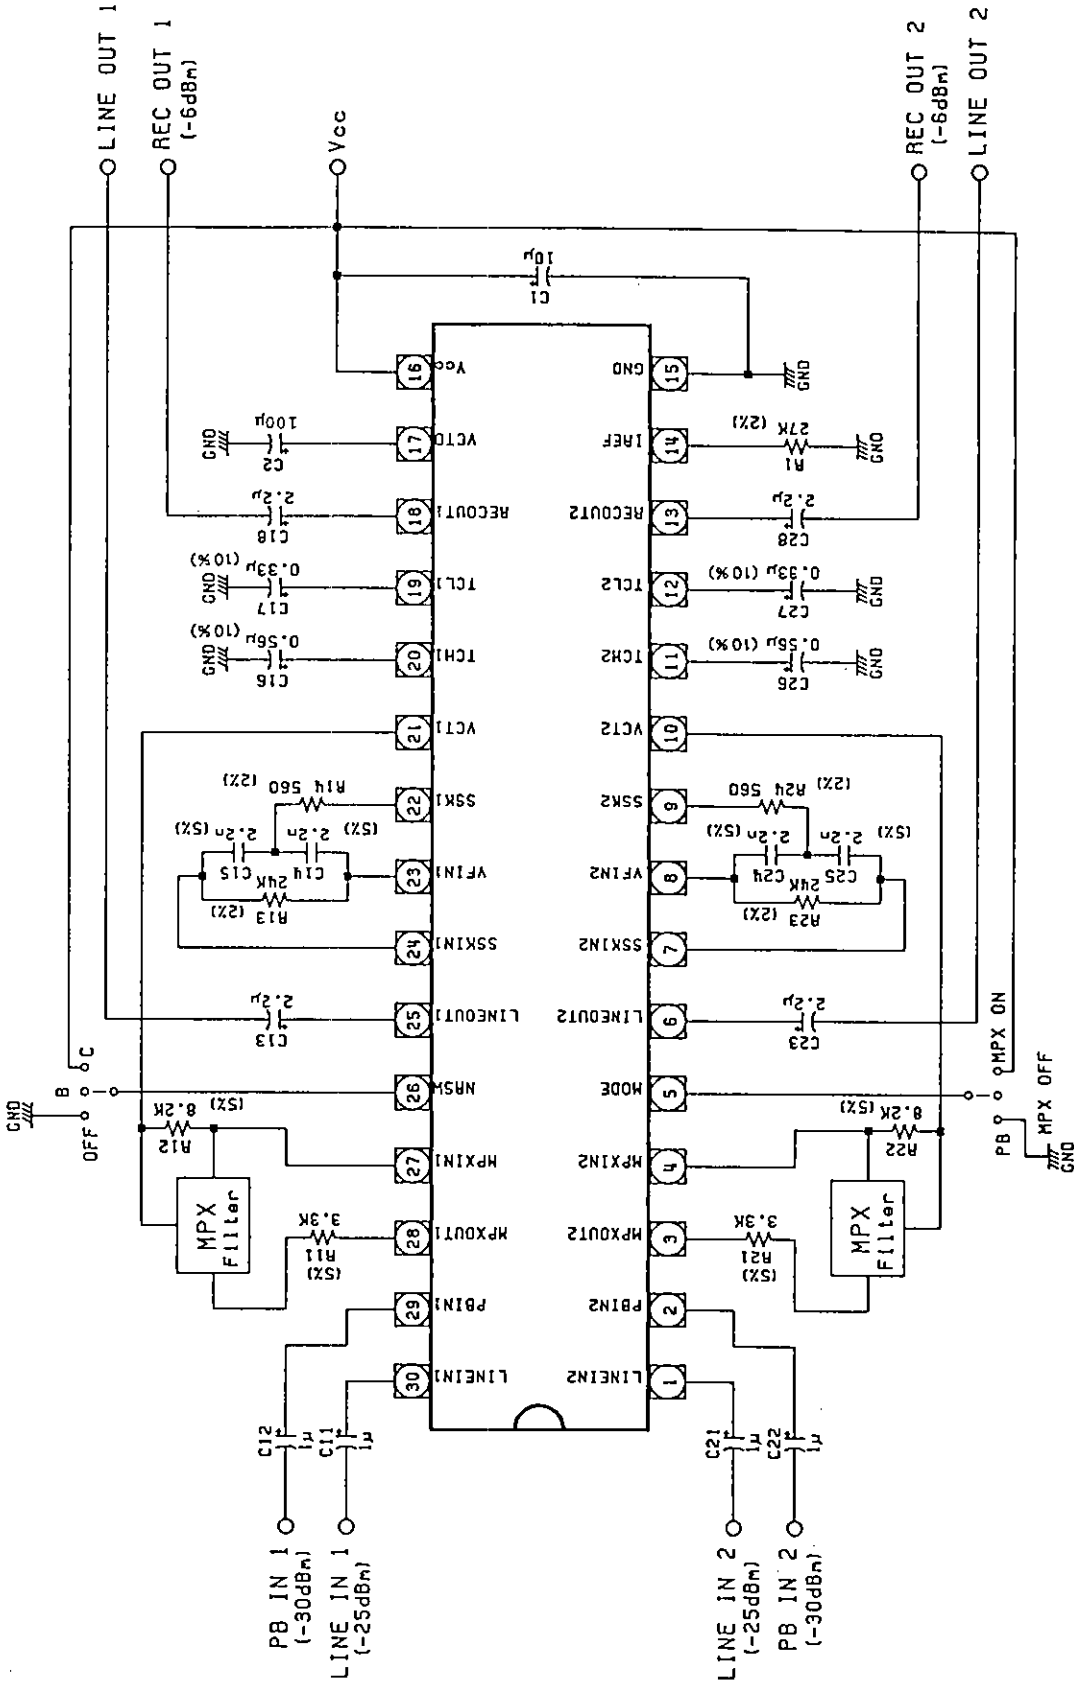 LINE OUT 1
REC OUT 1
(-6dBm)
Vcc
REC OUT 2
(-6dBm)
LINE OUT 2
10μ
C1
GND
100μ
C2
GND
2.2μ
C18
GND
0.33μ (10%)
C17
GND
0.56μ (10%)
C16
R14 560
(2%)
2.2n
(5%)
C15
2.2n
(5%)
C14
24K
R13
(2%)
2.2μ
C13
C
B
OFF
GND
8.2K
R12
(5%)
MPX
Filter
3.3K
R11
(5%)
16
Vcc
17
VCTD
18
RECOUT1
19
TCL1
20
TCH1
21
VCT1
22
SSK1
23
VFIN1
24
SSKIN1
25
LINEOUT1
26
NRSW
27
MPXIN1
28
MPXOUT1
29
PBIN1
30
LINEIN1
GND
15
IREF
14
RECOUT2
13
TCL2
12
TCH2
11
VCT2
10
SSK2
9
VFIN2
8
SSKIN2
7
LINEOUT2
6
MODE
5
MPXIN2
4
MPXOUT2
3
PBIN2
2
LINEIN2
1
GND
27K
(2%)
R1
GND
2.2μ
C28
0.33μ (10%)
C27
GND
0.56μ (10%)
C26
GND
R24 560
(2%)
2.2n
(5%)
C24
2.2n
(5%)
C25
24K
R23
(2%)
2.2μ
C23
MPX ON
MPX OFF
PB
GND
8.2K
(5%)
R22
MPX
Filter
3.3K
R21
(5%)
C12
1μ
C11
1μ
C21
1μ
C22
1μ
PB IN 1
(-30dBm)
LINE IN 1
(-25dBm)
LINE IN 2
(-25dBm)
PB IN 2
(-30dBm)